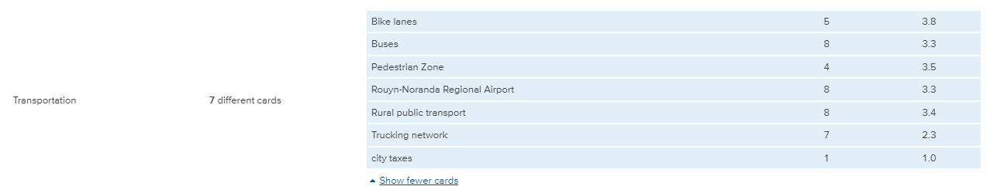 Bike lanes 5 3.8
Buses 8 3.3
Pedestrian Zone 4 3.5
Rouyn-Noranda Regional Airport 8 3.3
Transportation 7 different cards
Rural public transport 8 3.4
Trucking network 7 2.3
city taxes 1 1.0
Show fewer cards